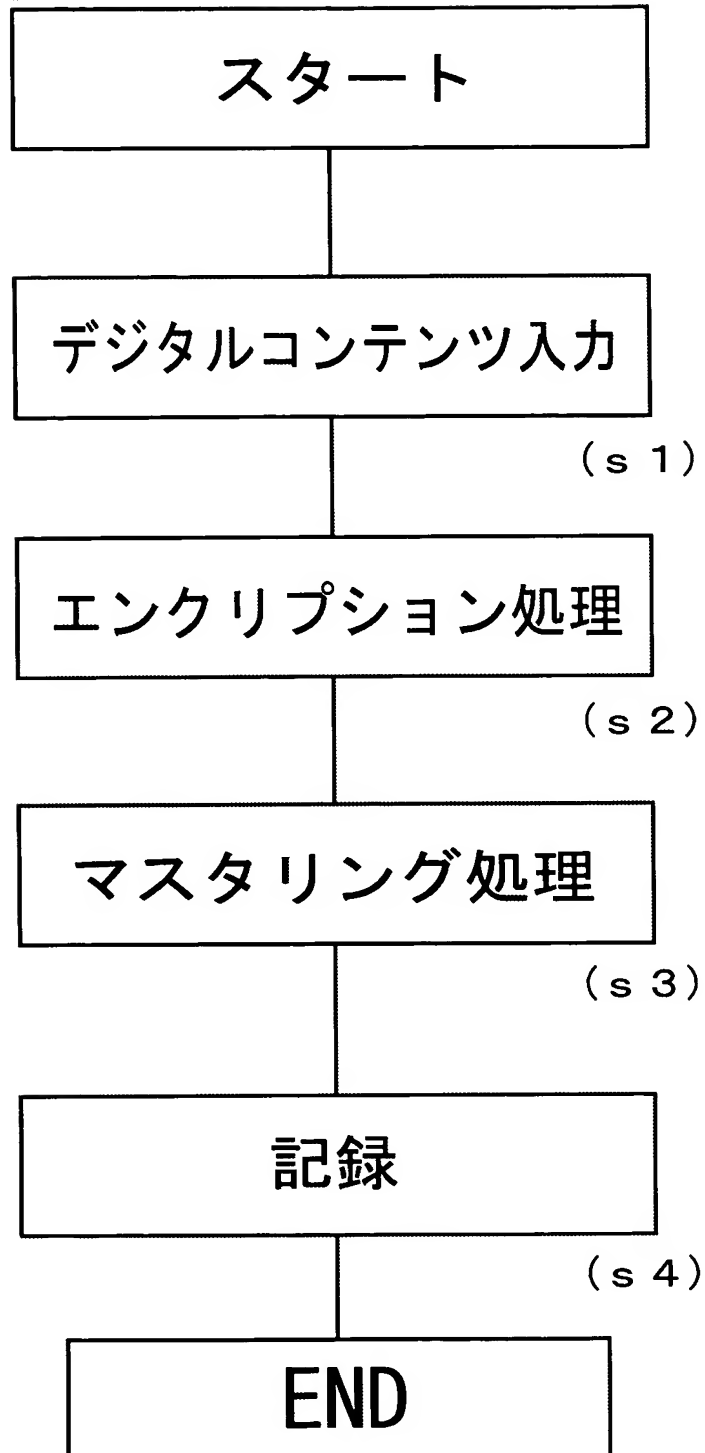 スタート
デジタルコンテンツ入力
(s1)
エンクリプション処理
(s2)
マスタリング処理
(s3)
記録
(s4)
END